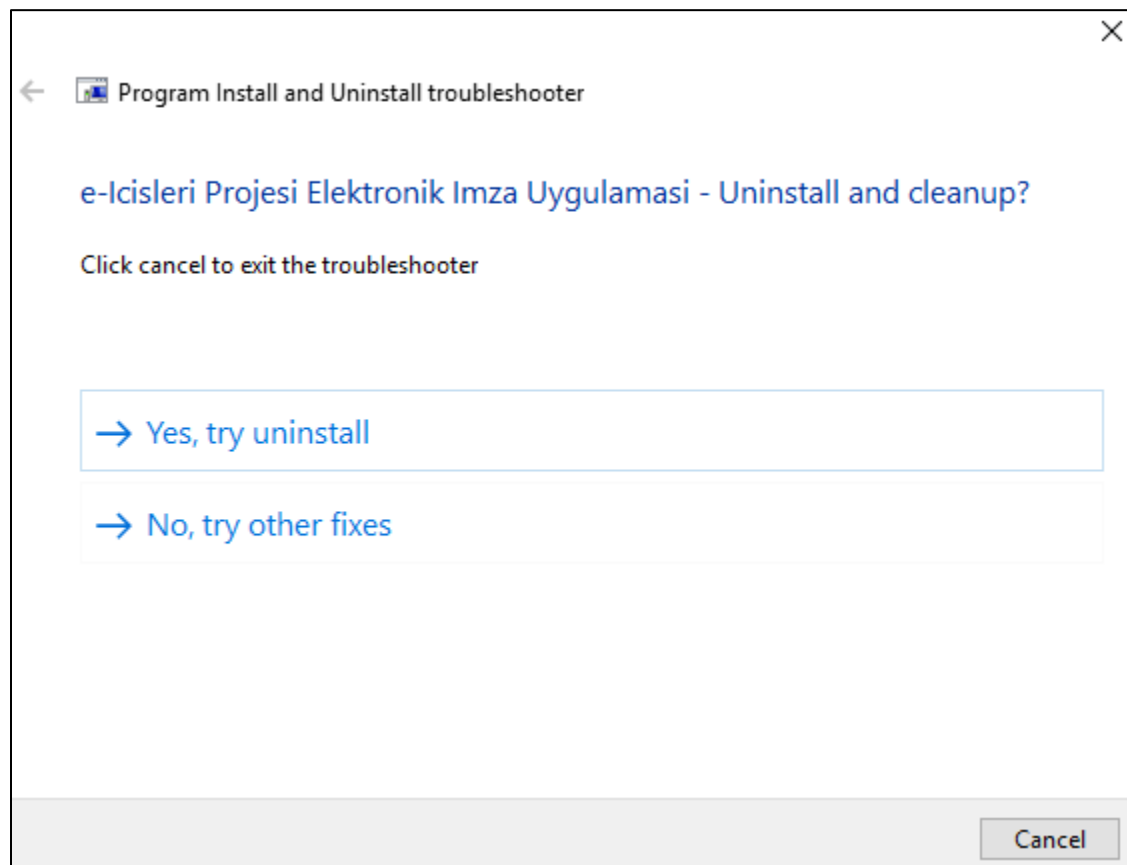 Program Install and Uninstall troubleshooter
e-Icisleri Projesi Elektronik Imza Uygulamasi - Uninstall and cleanup?
Click cancel to exit the troubleshooter
Yes, try uninstall
No, try other fixes
Cancel